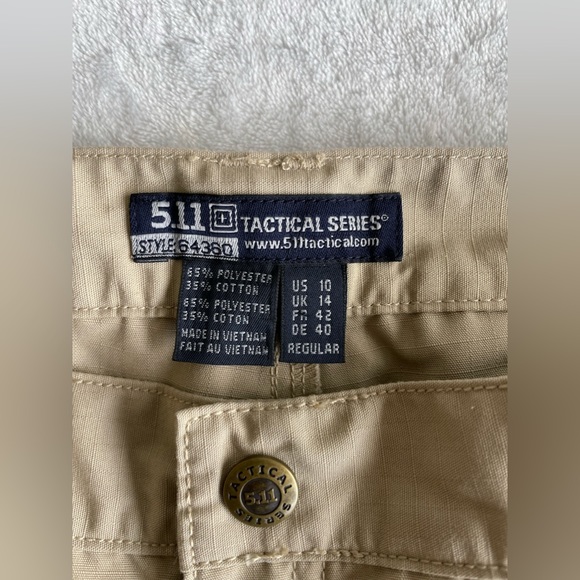 5.11 TACTICAL SERIES®
STYLE 64360 www.511tactical.com
65% POLYESTER
35% COTTON
65% POLYESTER
35% COTON
MADE IN VIETNAM
FAIT AU VIETNAM
US 10
UK 14
FR 42
DE 40
REGULAR
TACTICAL
5.11
SERIES